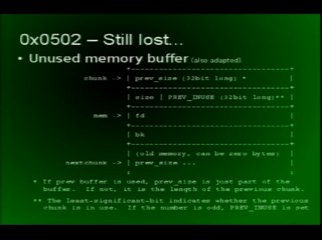 0x0502 – Still lost...
• Unused memory buffer (also adapted)
+-----------------------------------+
chunk -> | prev_size (32bit long) * |
+-----------------------------------+
| size | PREV_INUSE (32bit long)** |
+-----------------------------------+
mem -> | fd |
+-----------------------------------+
| bk |
+-----------------------------------+
| (old memory, can be zero bytes) |
+-----------------------------------+
nextchunk -> | prev_size ... |
* If prev buffer is used, prev_size is just part of the
buffer. If not, it is the length of the previous chunk.
** The least-significant-bit indicates whether the previous
chunk is in use. If the number is odd, PREV_INUSE is set